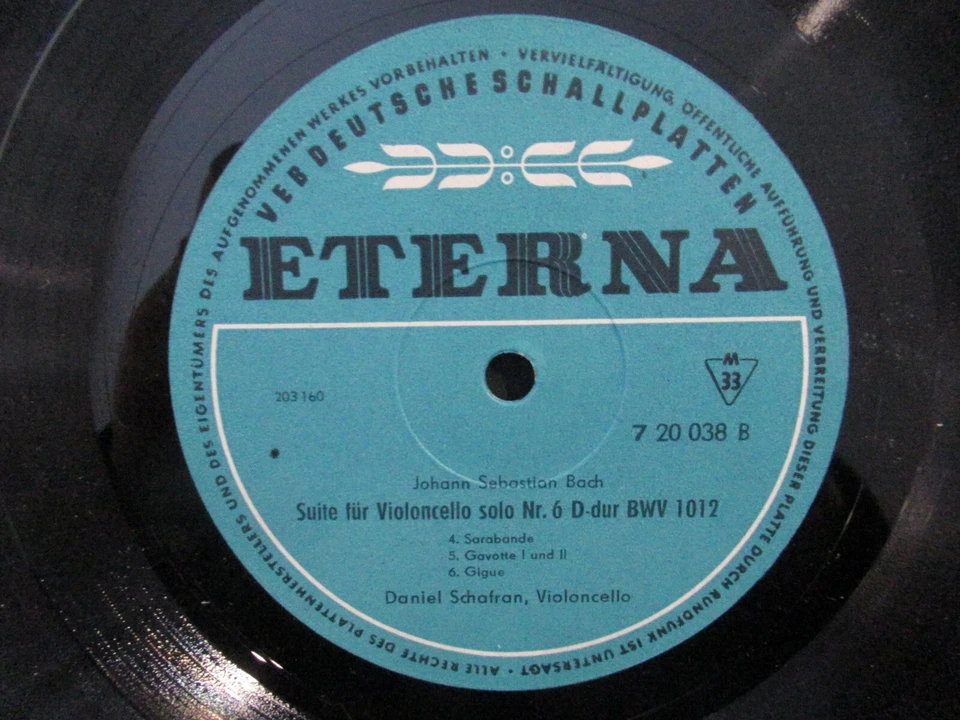 ALLE RECHTE DES PLATTENHERSTELLERS UND DES EIGENTÜMERS DES AUFGENOMMENEN WERKES VORBEHALTEN · VERVIELFÄLTIGUNG, ÖFFENTLICHE AUFFÜHRUNG UND VERBREITUNG DIESER PLATTE DURCH RUNDFUNK IST UNTERSAGT ·
VEB DEUTSCHE SCHALLPLATTEN
ETERNA
M
33
203160
7 20 038 B
Johann Sebastian Bach
Suite für Violoncello solo Nr. 6 D-dur BWV 1012
4. Sarabande
5. Gavotte I und II
6. Gigue
Daniel Schafran, Violoncello